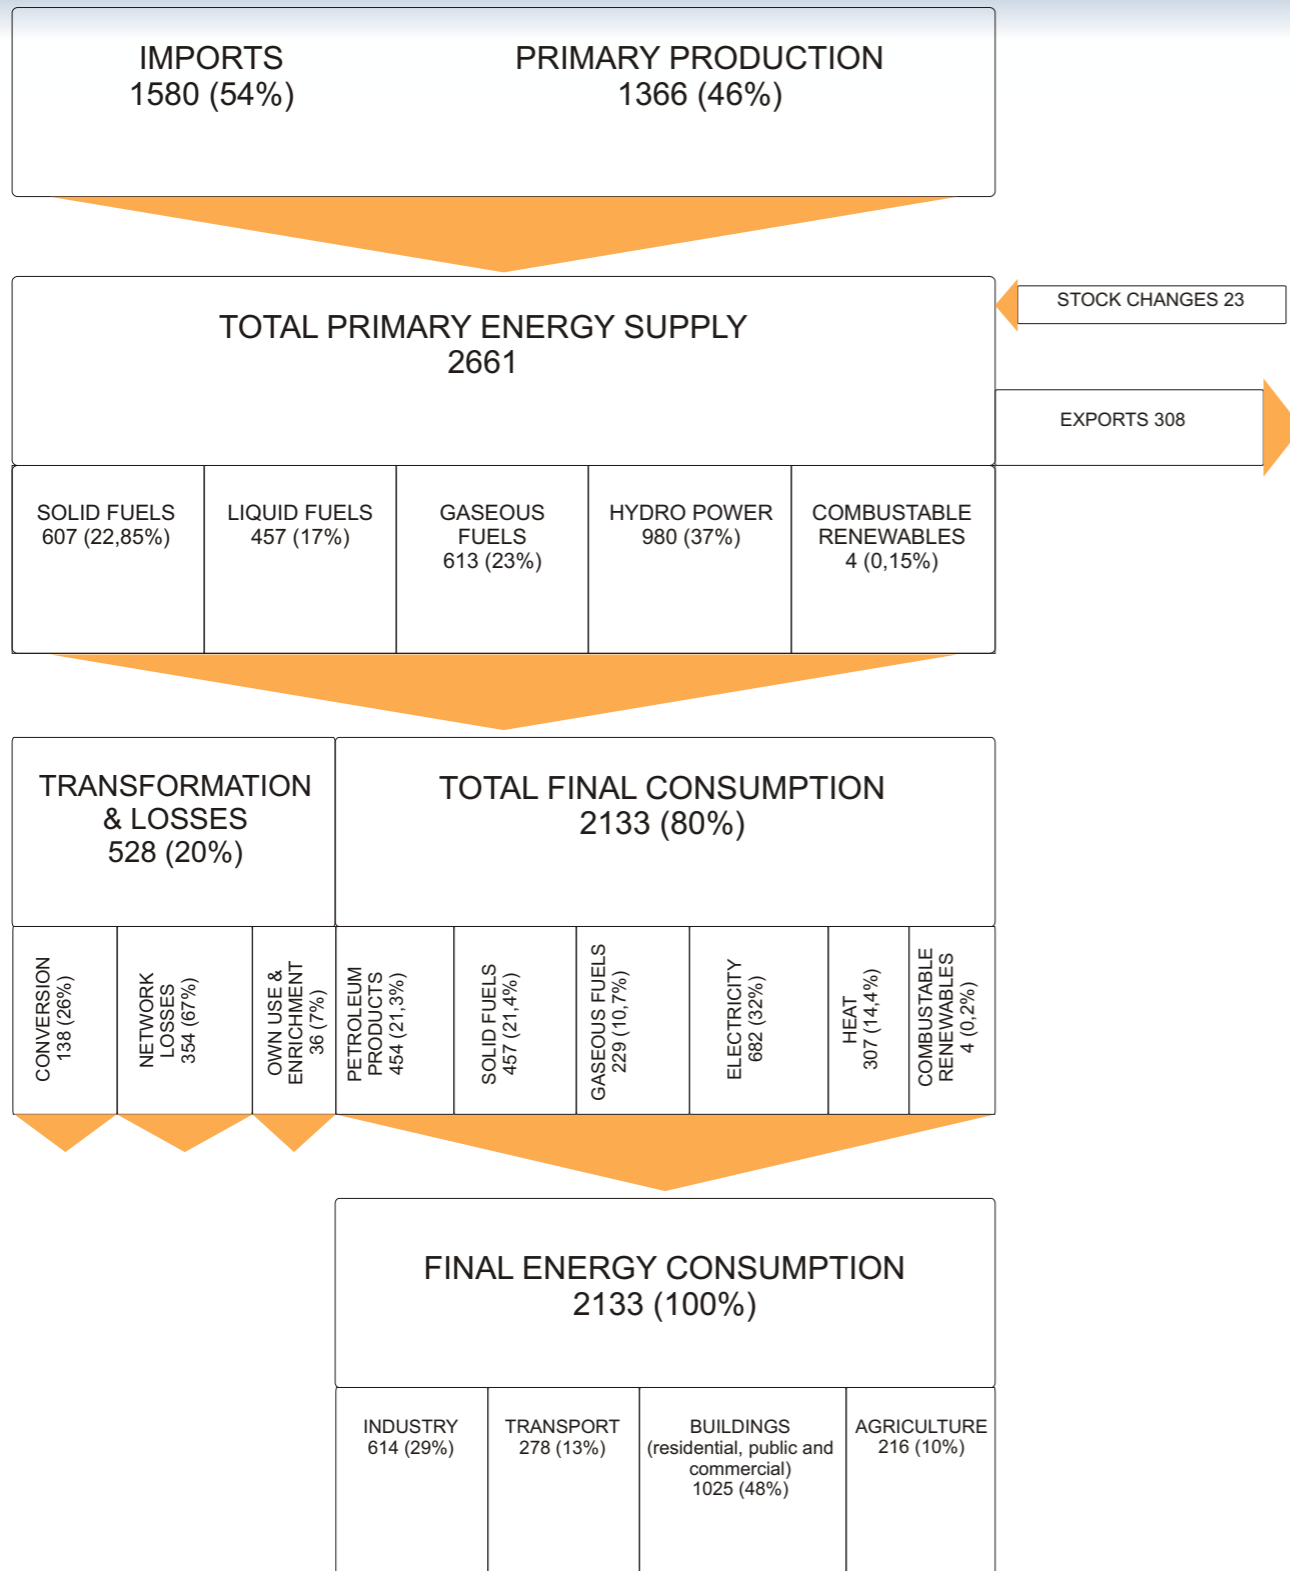 IMPORTS
1580 (54%)
PRIMARY PRODUCTION
1366 (46%)
TOTAL PRIMARY ENERGY SUPPLY
2661
STOCK CHANGES 23
EXPORTS 308
SOLID FUELS
607 (22,85%)
LIQUID FUELS
457 (17%)
GASEOUS
FUELS
613 (23%)
HYDRO POWER
980 (37%)
COMBUSTABLE
RENEWABLES
4 (0,15%)
TRANSFORMATION
& LOSSES
528 (20%)
TOTAL FINAL CONSUMPTION
2133 (80%)
CONVERSION
138 (26%)
NETWORK
LOSSES
354 (67%)
OWN USE &
ENRICHMENT
36 (7%)
PETROLEUM
PRODUCTS
454 (21,3%)
SOLID FUELS
457 (21,4%)
GASEOUS FUELS
229 (10,7%)
ELECTRICITY
682 (32%)
HEAT
307 (14,4%)
COMBUSTABLE
RENEWABLES
4 (0,2%)
FINAL ENERGY CONSUMPTION
2133 (100%)
INDUSTRY
614 (29%)
TRANSPORT
278 (13%)
BUILDINGS
(residential, public and
commercial)
1025 (48%)
AGRICULTURE
216 (10%)